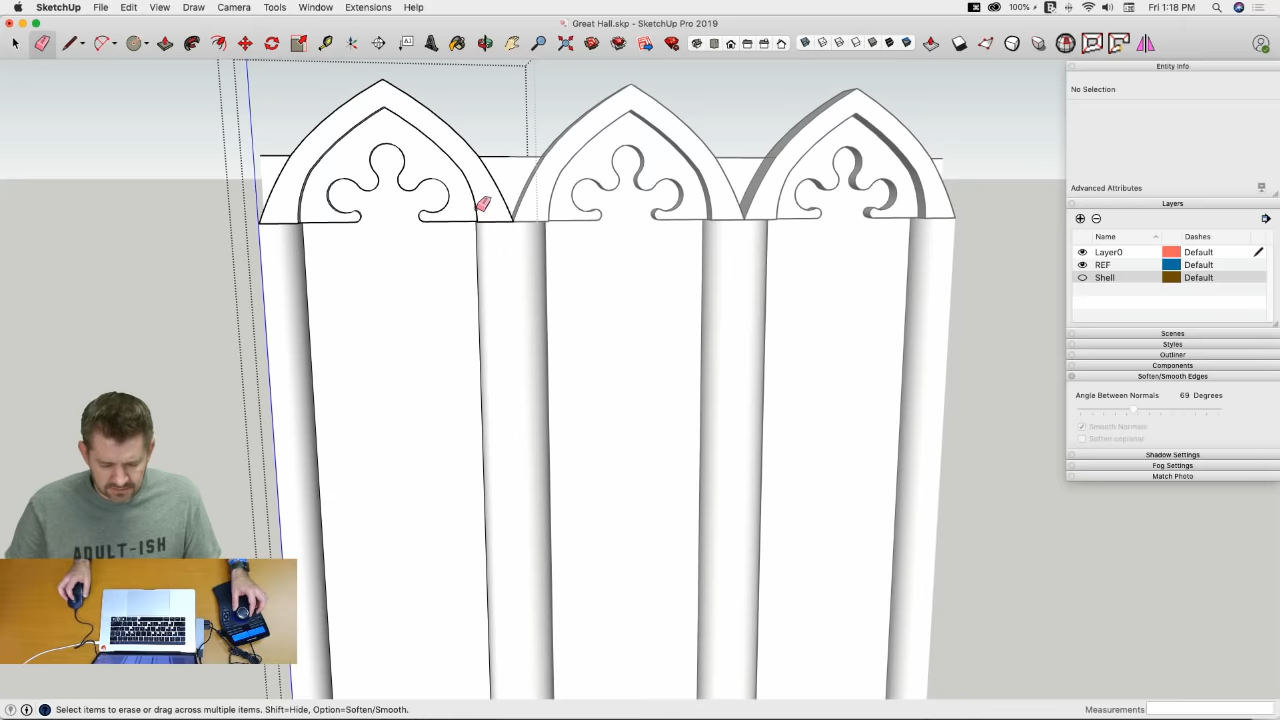 SketchUp File Edit View Draw Camera Tools Window Extensions Help
100% Fri 1:18 PM
Great Hall.skp - SketchUp Pro 2019
Entity Info
No Selection
Advanced Attributes
Layers
Name Dashes
Layer0 Default
REF Default
Shell Default
Scenes
Styles
Outliner
Components
Soften/Smooth Edges
Angle Between Normals 69 Degrees
Smooth Normals
Soften coplanar
Shadow Settings
Fog Settings
Match Photo
ADULT-ISH
Select items to erase or drag across multiple items. Shift=Hide, Option=Soften/Smooth.
Measurements